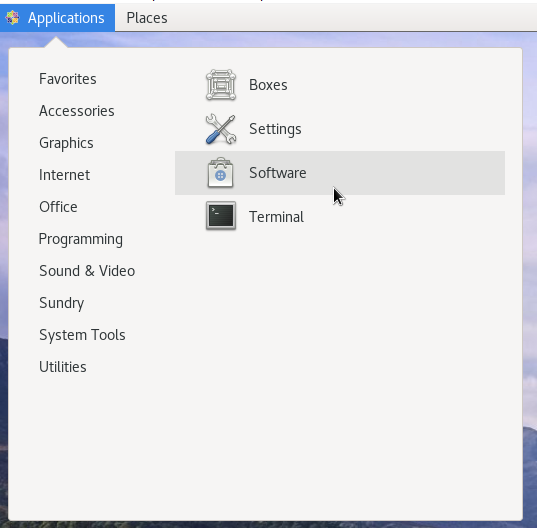 Applications Places
Favorites
Accessories
Graphics
Internet
Office
Programming
Sound & Video
Sundry
System Tools
Utilities
Boxes
Settings
Software
Terminal